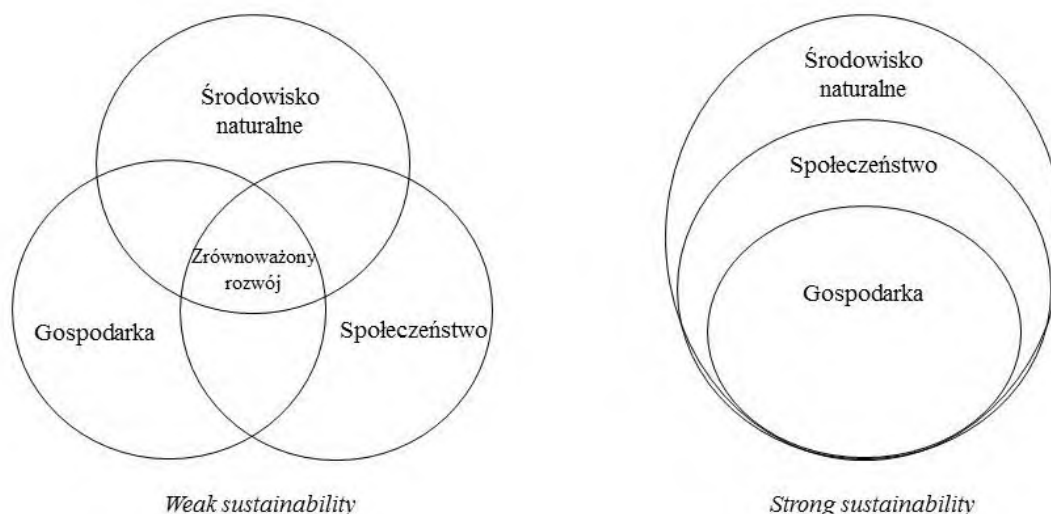 Środowisko
naturalne
Zrównoważony
rozwój
Gospodarka
Społeczeństwo
Weak sustainability
Środowisko
naturalne
Społeczeństwo
Gospodarka
Strong sustainability